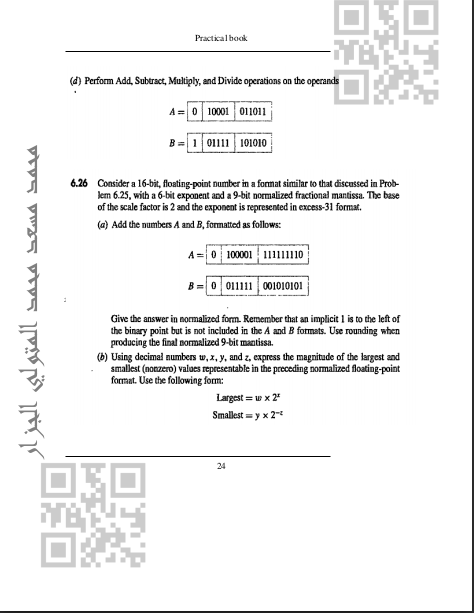 Practical book
(d) Perform Add, Subtract, Multiply, and Divide operations on the operands
A = 0 10001 011011
B = 1 01111 101010
6.26 Consider a 16-bit, floating-point number in a format similar to that discussed in Prob-
lem 6.25, with a 6-bit exponent and a 9-bit normalized fractional mantissa. The base
of the scale factor is 2 and the exponent is represented in excess-31 format.
(a) Add the numbers A and B, formatted as follows:
A = 0 100001 111111110
B = 0 011111 001010101
Give the answer in normalized form. Remember that an implicit 1 is to the left of
the binary point but is not included in the A and B formats. Use rounding when
producing the final normalized 9-bit mantissa.
(b) Using decimal numbers w, x, y, and z, express the magnitude of the largest and
smallest (nonzero) values representable in the preceding normalized floating-point
format. Use the following form:
Largest = w × 2ˣ
Smallest = y × 2⁻ᶻ
24
محمد مسعد محمد المتولي الجزار